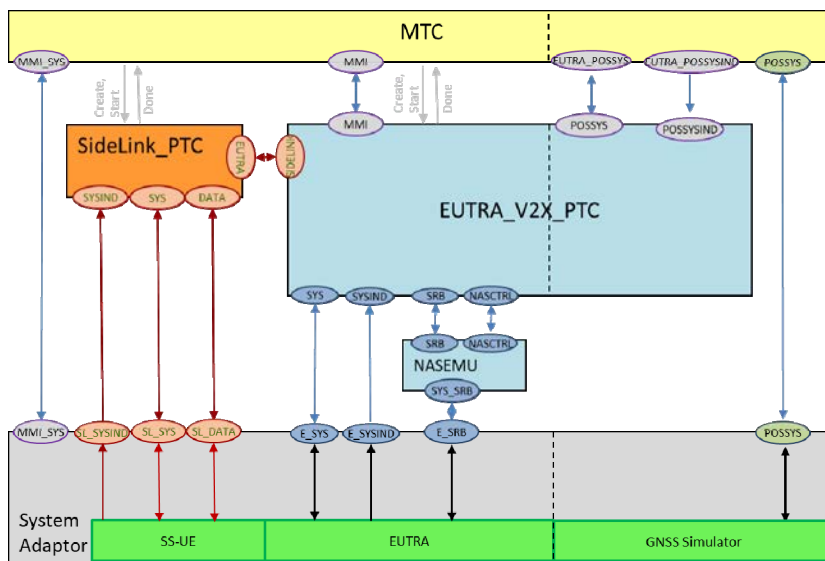 MTC
MMI_SYS
MMI
EUTRA_POSSYS
EUTRA_POSSYSIND
POSSYS
Create,
Start
Done
Create,
Start
Done
MMI
POSSYS
POSSYSIND
SideLink_PTC
EUTRA
SIDELINK
SYSIND
SYS
DATA
EUTRA_V2X_PTC
SYS
SYSIND
SRB
NASCTRL
SRB
NASCTRL
NASEMU
SYS_SRB
MMI_SYS
SL_SYSIND
SL_SYS
SL_DATA
E_SYS
E_SYSIND
E_SRB
POSSYS
System
Adaptor
SS-UE
EUTRA
GNSS Simulator